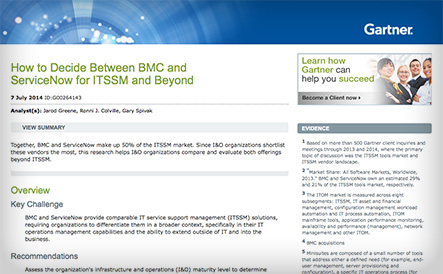 Gartner.
How to Decide Between BMC and
ServiceNow for ITSSM and Beyond
7 July 2014 ID:G00264143
Analyst(s): Jarod Greene, Ronni J. Colville, Gary Spivak
VIEW SUMMARY
Together, BMC and ServiceNow make up 50% of the ITSSM market. Since I&O organizations shortlist
these vendors the most, this research helps I&O organizations compare and evaluate both offerings
beyond ITSSM.
Overview
Key Challenge
BMC and ServiceNow provide comparable IT service support management (ITSSM) solutions,
requiring organizations to differentiate them in a broader context, specifically in their IT
operations management capabilities and the ability to extend outside of IT and into the
business.
Recommendations
Assess the organization's infrastructure and operations (I&O) maturity level to determine
Learn how
Gartner can
help you succeed
Become a Client now ▸
EVIDENCE
1 Based on more than 500 Gartner client inquiries and
meetings through 2013 and 2014, where the primary
topic of discussion was the ITSSM tools market and
ITSSM vendor landscape.
2 "Market Share: All Software Markets, Worldwide,
2013." BMC and ServiceNow own an estimated 29%
and 21% of the ITSSM tools market, respectively.
3 The ITOM market is measured across eight
subsegments: ITSSM, IT asset and financial
management, configuration management workload
automation and IT process automation, ITOM
mainframe tools, application performance monitoring,
availability and performance (management), network
management and other ITOM.
4 BMC acquisitions
5 Minisuites are composed of a small number of tools
that address either a defined need (for example, end-
user management, server provisioning and
configuration), a specific IT operations process (for